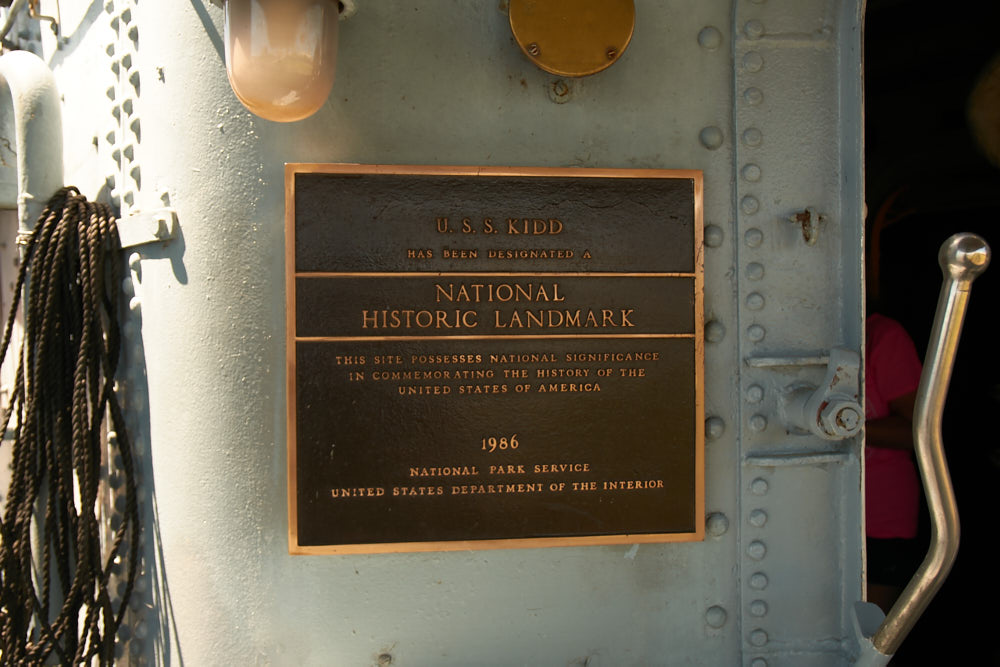 U. S. S. KIDD
HAS BEEN DESIGNATED A
NATIONAL
HISTORIC LANDMARK
THIS SITE POSSESSES NATIONAL SIGNIFICANCE
IN COMMEMORATING THE HISTORY OF THE
UNITED STATES OF AMERICA
1986
NATIONAL PARK SERVICE
UNITED STATES DEPARTMENT OF THE INTERIOR